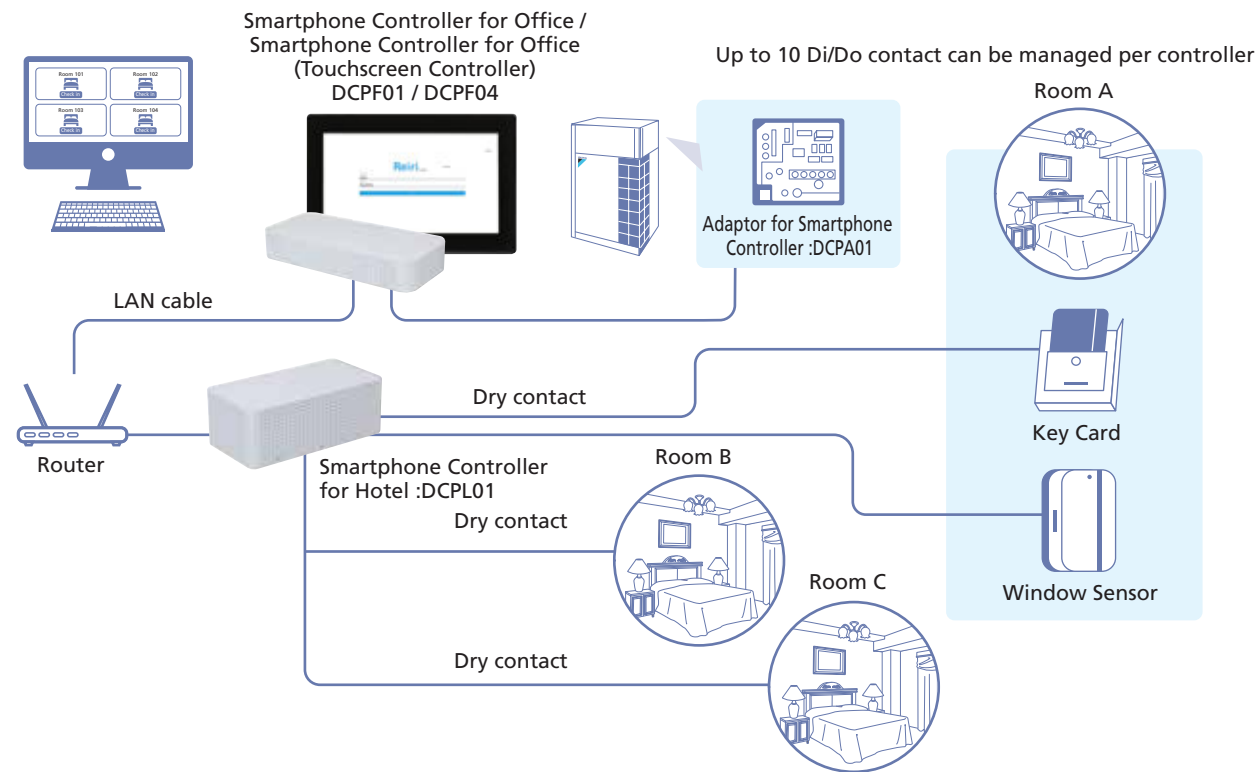 Smartphone Controller for Office /
Smartphone Controller for Office
(Touchscreen Controller)
DCPF01 / DCPF04
Up to 10 Di/Do contact can be managed per controller
Room 101
Check in
Room 102
Check in
Room 103
Check in
Room 104
Check in
Reiri
Adaptor for Smartphone
Controller :DCPA01
Room A
LAN cable
Dry contact
Key Card
Router
Smartphone Controller
for Hotel :DCPL01
Room B
Dry contact
Room C
Window Sensor
Dry contact